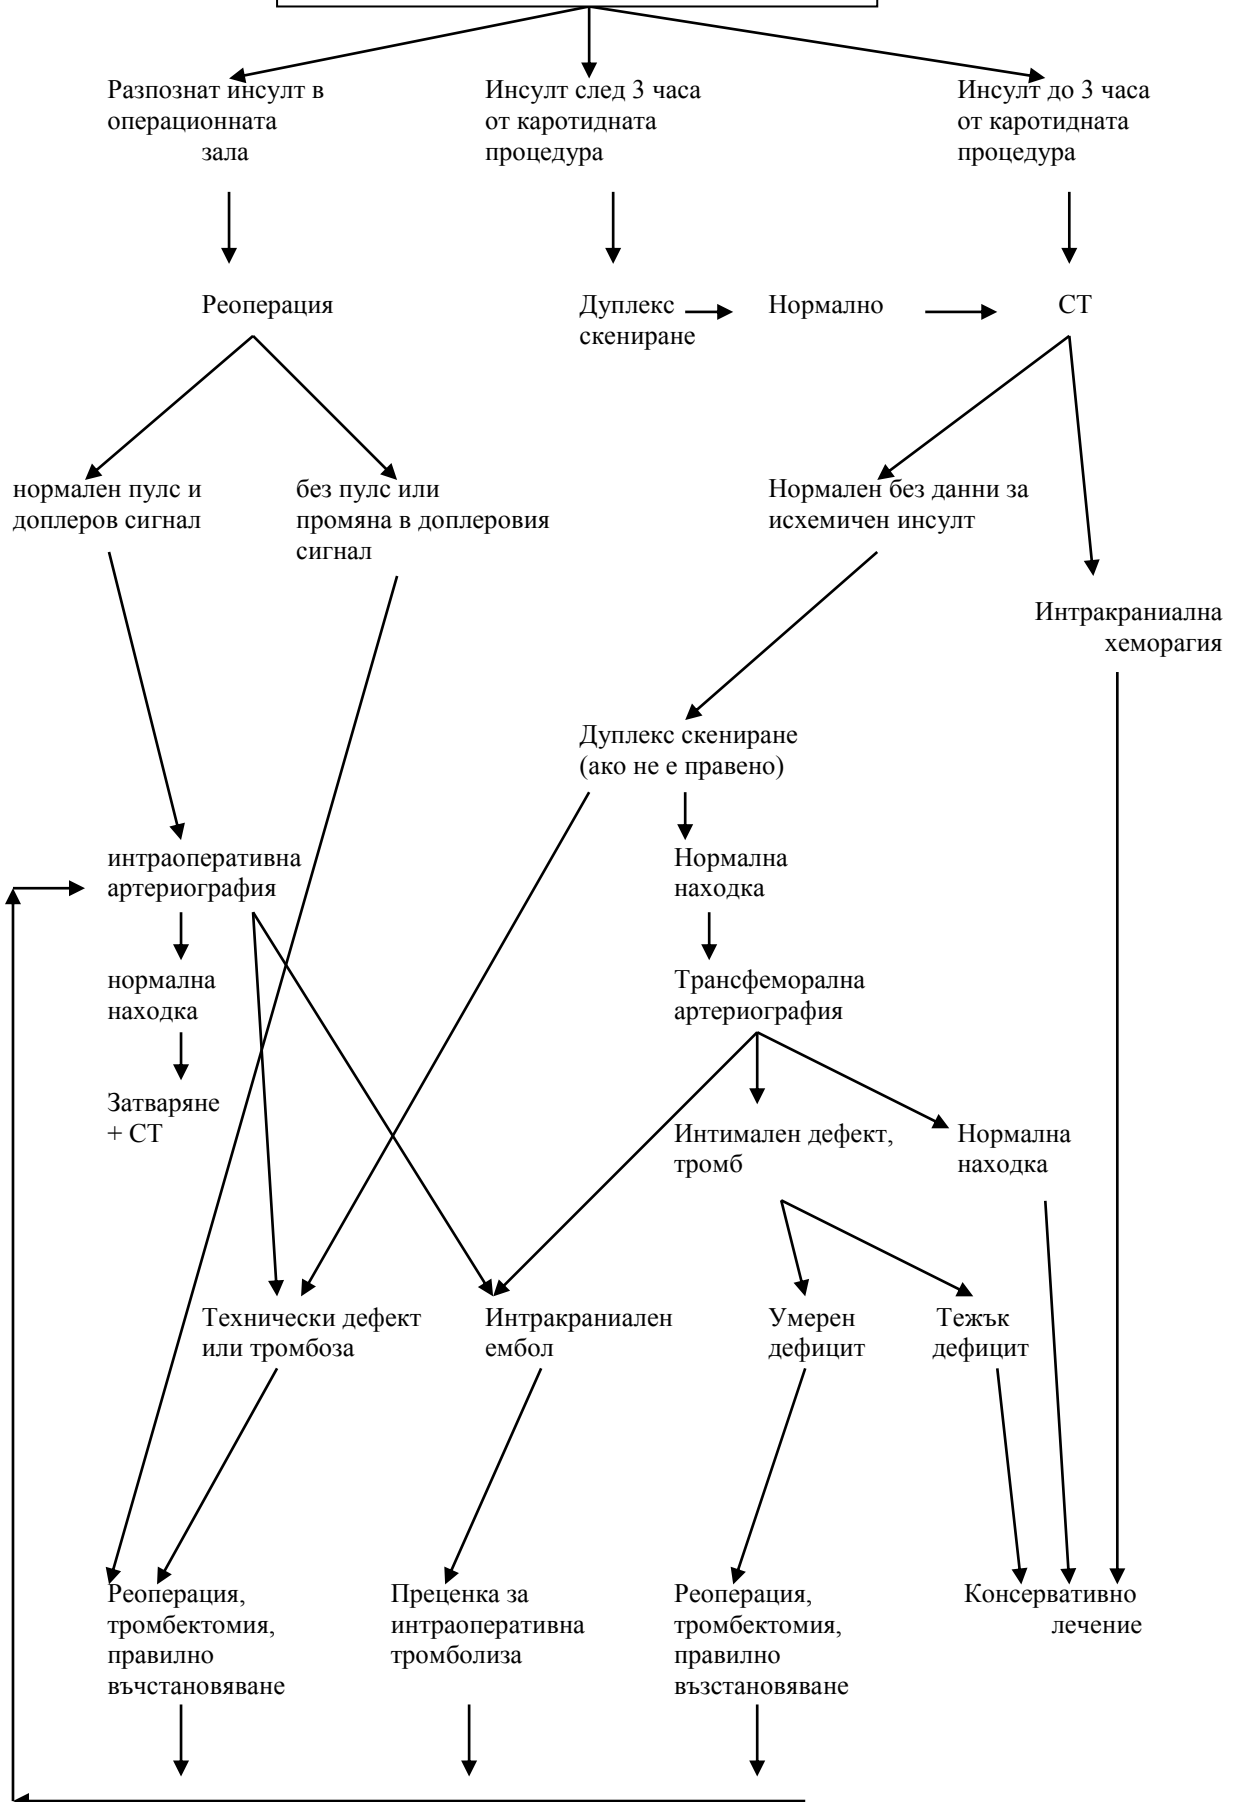 Разпознат инсулт в
операционната
зала
Инсулт след 3 часа
от каротидната
процедура
Инсулт до 3 часа
от каротидната
процедура
Реоперация
Дуплекс
скениране
Нормално
СТ
нормален пулс и
доплеров сигнал
без пулс или
промяна в доплеровия
сигнал
Нормален без данни за
исхемичен инсулт
Интракраниална
хеморагия
Дуплекс скениране
(ако не е правено)
интраоперативна
артериография
Нормална
находка
нормална
находка
Трансфеморална
артериография
Затваряне
+ СТ
Интимален дефект,
тромб
Нормална
находка
Технически дефект
или тромбоза
Интракраниален
ембол
Умерен
дефицит
Тежък
дефицит
Реоперация,
тромбектомия,
правилно
въчстановяване
Преценка за
интраоперативна
тромболиза
Реоперация,
тромбектомия,
правилно
възстановяване
Консервативно
лечение